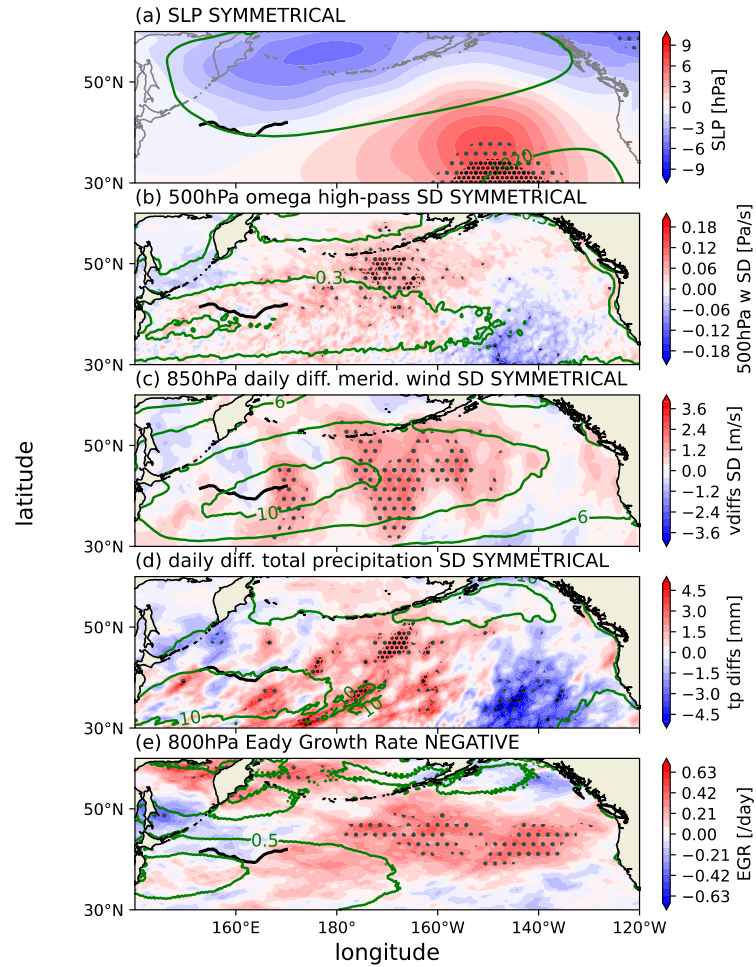 (a) SLP SYMMETRICAL
50°N
30°N
1020
9
6
3
0
−3
−6
−9
SLP [hPa]
(b) 500hPa omega high-pass SD SYMMETRICAL
50°N
30°N
0.3
0.3
0.18
0.12
0.06
0.00
−0.06
−0.12
−0.18
500hPa w SD [Pa/s]
(c) 850hPa daily diff. merid. wind SD SYMMETRICAL
50°N
30°N
6
10
6
3.6
2.4
1.2
0.0
−1.2
−2.4
−3.6
vdiffs SD [m/s]
latitude
(d) daily diff. total precipitation SD SYMMETRICAL
50°N
30°N
10
10
4.5
3.0
1.5
0.0
−1.5
−3.0
−4.5
tp diffs [mm]
(e) 800hPa Eady Growth Rate NEGATIVE
50°N
30°N
0.5
0.63
0.42
0.21
0.00
−0.21
−0.42
−0.63
EGR [/day]
160°E
180°
160°W
140°W
120°W
longitude